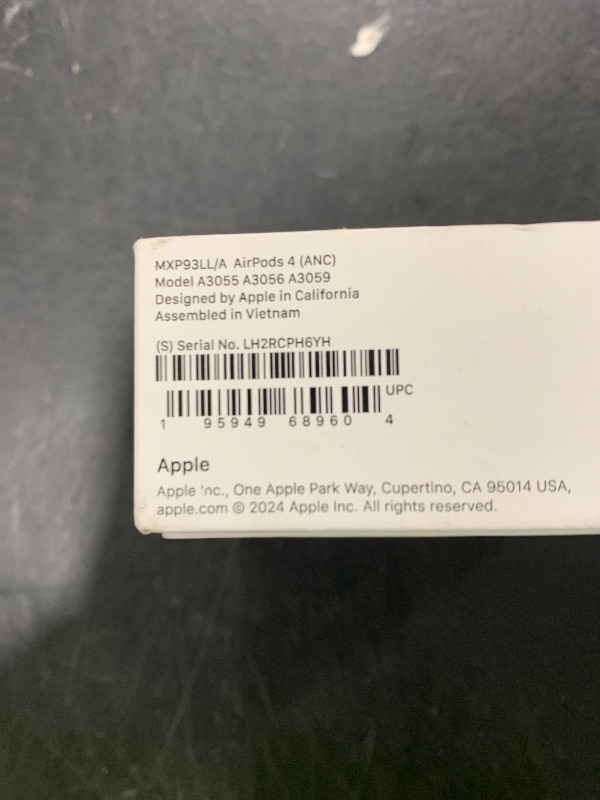 MXP93LL/A AirPods 4 (ANC)
Model A3055 A3056 A3059
Designed by Apple in California
Assembled in Vietnam
(S) Serial No. LH2RCPH6YH
UPC
1 95949 68960 4
Apple
Apple 'nc., One Apple Park Way, Cupertino, CA 95014 USA,
apple.com © 2024 Apple Inc. All rights reserved.